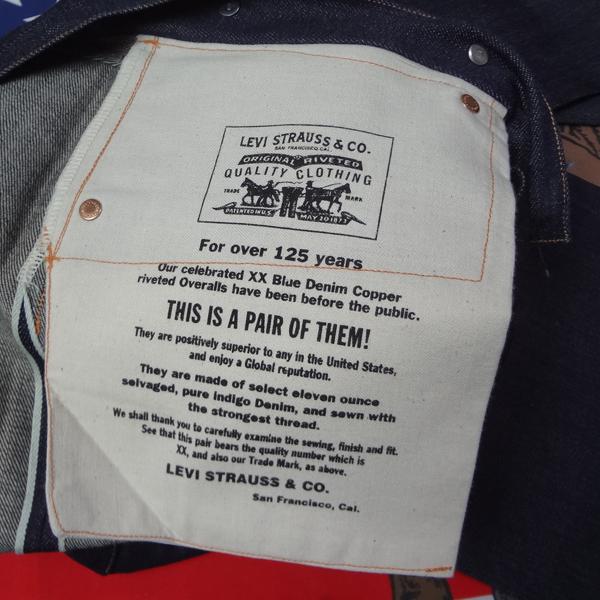 LEVI STRAUSS & CO.
SAN FRANCISCO, CAL.
ORIGINAL RIVETED
QUALITY CLOTHING
TRADE MARK
PATENTED IN U.S. MAY 20 1873
For over 125 years
Our celebrated XX Blue Denim Copper
riveted Overalls have been before the public.
THIS IS A PAIR OF THEM!
They are positively superior to any in the United States,
and enjoy a Global reputation.
They are made of select eleven ounce
selvaged, pure indigo Denim, and sewn with
the strongest thread.
We shall thank you to carefully examine the sewing, finish and fit.
See that this pair bears the quality number which is
XX, and also our Trade Mark, as above.
LEVI STRAUSS & CO.
San Francisco, Cal.